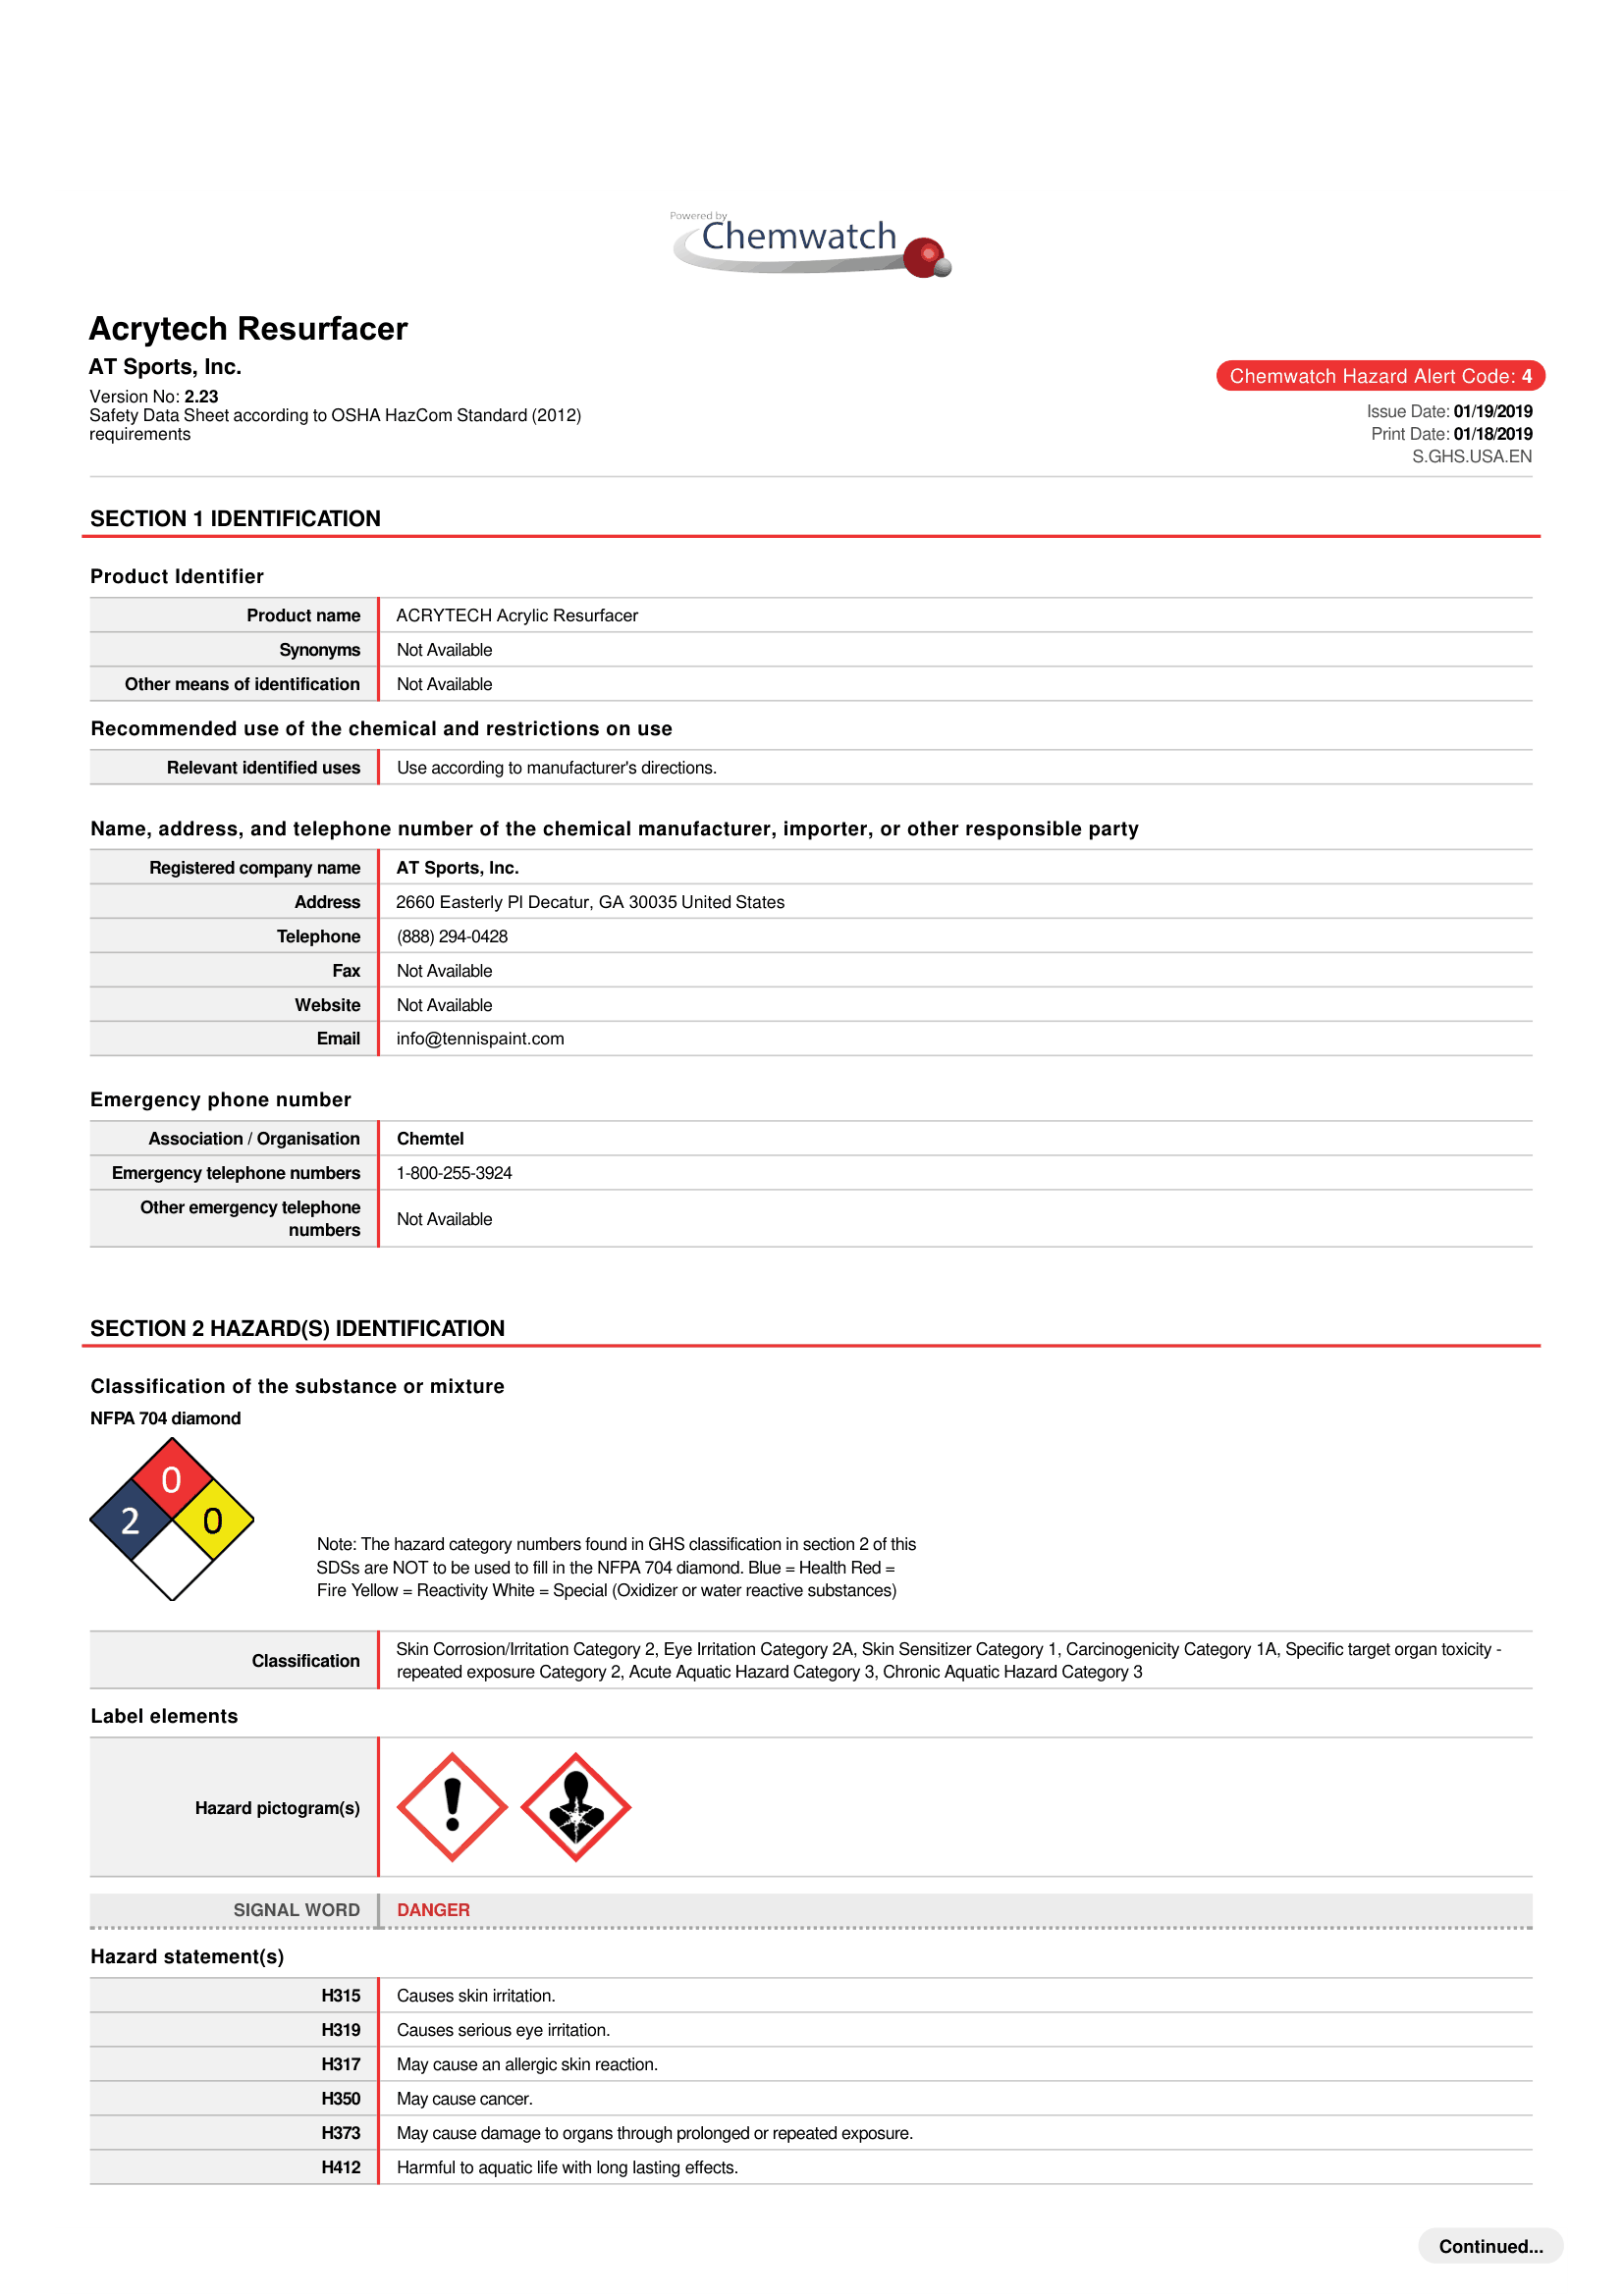 Powered by
Chemwatch
Acrytech Resurfacer
AT Sports, Inc.
Version No: 2.23
Safety Data Sheet according to OSHA HazCom Standard (2012)
requirements
Chemwatch Hazard Alert Code: 4
Issue Date: 01/19/2019
Print Date: 01/18/2019
S.GHS.USA.EN
SECTION 1 IDENTIFICATION
Product Identifier
Product name ACRYTECH Acrylic Resurfacer
Synonyms Not Available
Other means of identification Not Available
Recommended use of the chemical and restrictions on use
Relevant identified uses Use according to manufacturer's directions.
Name, address, and telephone number of the chemical manufacturer, importer, or other responsible party
Registered company name AT Sports, Inc.
Address 2660 Easterly Pl Decatur, GA 30035 United States
Telephone (888) 294-0428
Fax Not Available
Website Not Available
Email info@tennispaint.com
Emergency phone number
Association / Organisation Chemtel
Emergency telephone numbers 1-800-255-3924
Other emergency telephone
numbers
Not Available
SECTION 2 HAZARD(S) IDENTIFICATION
Classification of the substance or mixture
NFPA 704 diamond
0
2 0
Note: The hazard category numbers found in GHS classification in section 2 of this
SDSs are NOT to be used to fill in the NFPA 704 diamond. Blue = Health Red =
Fire Yellow = Reactivity White = Special (Oxidizer or water reactive substances)
Classification
Skin Corrosion/Irritation Category 2, Eye Irritation Category 2A, Skin Sensitizer Category 1, Carcinogenicity Category 1A, Specific target organ toxicity -
repeated exposure Category 2, Acute Aquatic Hazard Category 3, Chronic Aquatic Hazard Category 3
Label elements
Hazard pictogram(s)
SIGNAL WORD DANGER
Hazard statement(s)
H315 Causes skin irritation.
H319 Causes serious eye irritation.
H317 May cause an allergic skin reaction.
H350 May cause cancer.
H373 May cause damage to organs through prolonged or repeated exposure.
H412 Harmful to aquatic life with long lasting effects.
Continued...